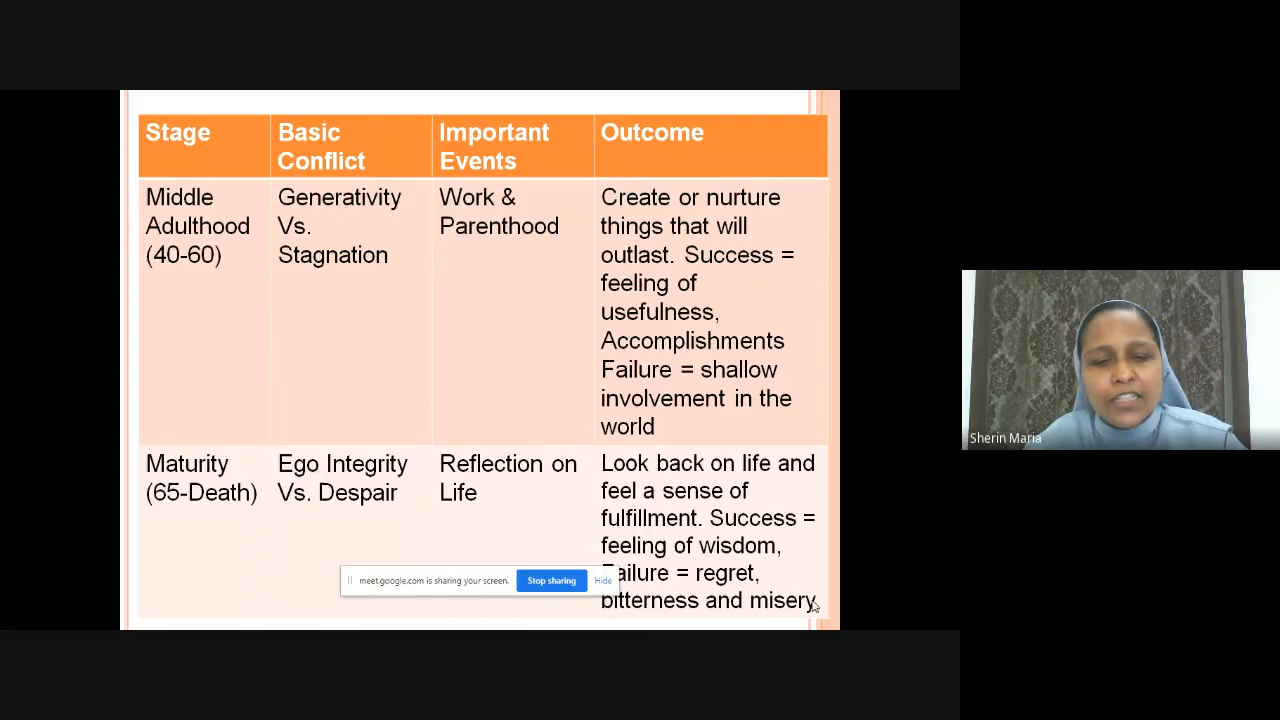 Stage
Basic
Conflict
Important
Events
Outcome
Middle
Adulthood
(40-60)
Generativity
Vs.
Stagnation
Work &
Parenthood
Create or nurture
things that will
outlast. Success =
feeling of
usefulness,
Accomplishments
Failure = shallow
involvement in the
world
Maturity
(65-Death)
Ego Integrity
Vs. Despair
Reflection on
Life
Look back on life and
feel a sense of
fulfillment. Success =
feeling of wisdom,
Failure = regret,
bitterness and misery
meet.google.com is sharing your screen.
Stop sharing
Hide
Sherin Maria